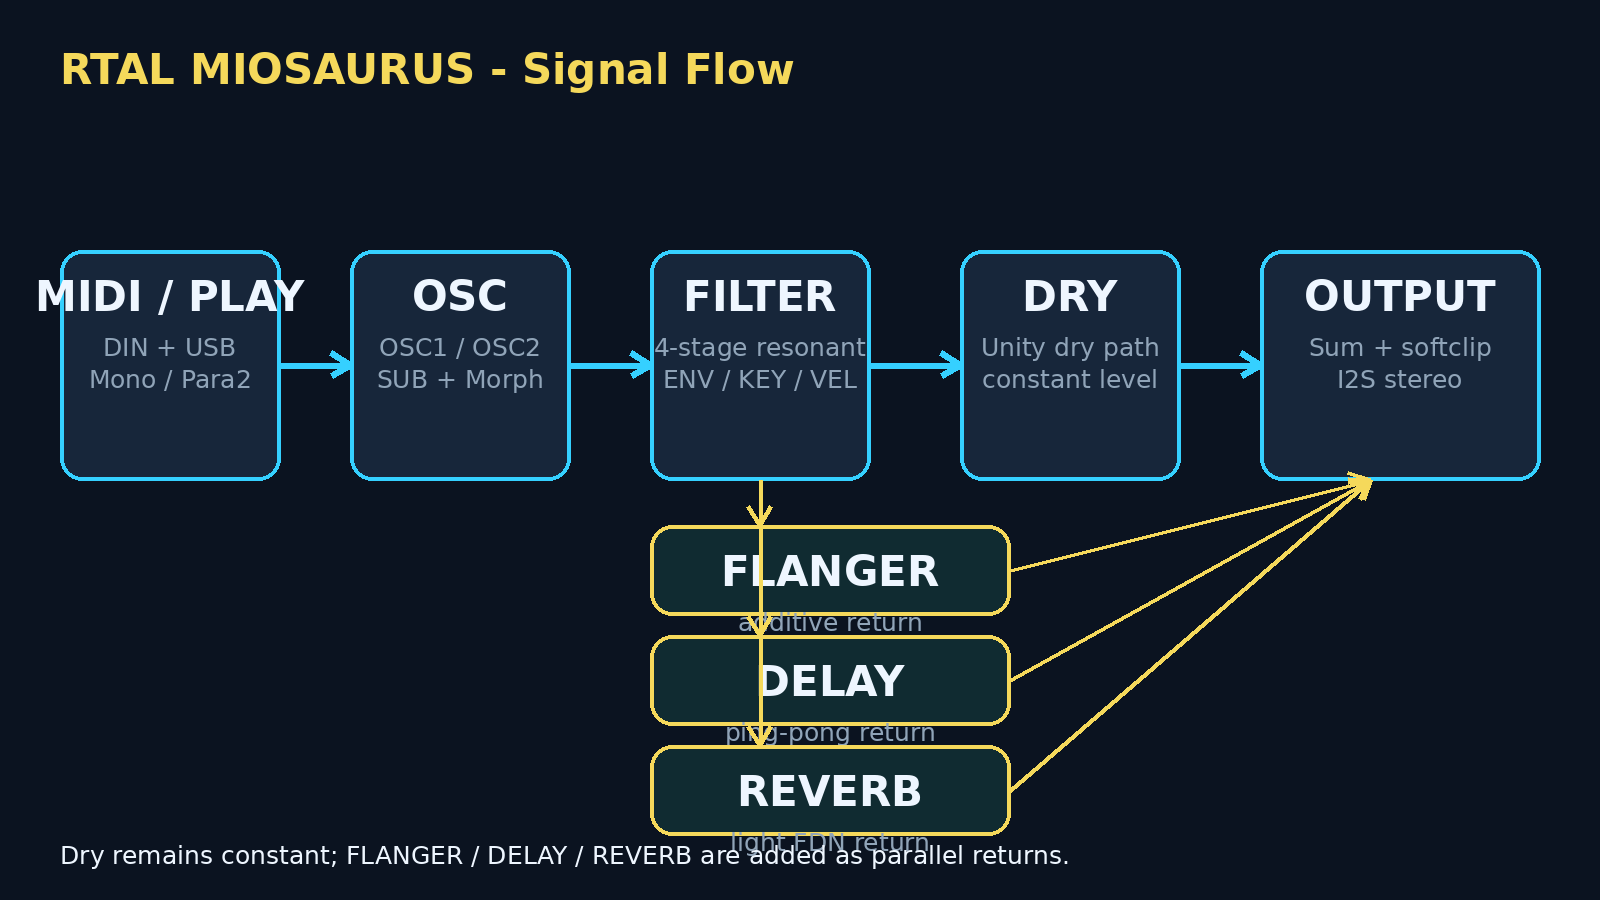 RTAL MIOSAURUS - Signal Flow
MIDI / PLAY
DIN + USB
Mono / Para2
OSC
OSC1 / OSC2
SUB + Morph
FILTER
4-stage resonant
ENV / KEY / VEL
DRY
Unity dry path
constant level
OUTPUT
Sum + softclip
I2S stereo
FLANGER
additive return
DELAY
ping-pong return
REVERB
light FDN return
Dry remains constant; FLANGER / DELAY / REVERB are added as parallel returns.